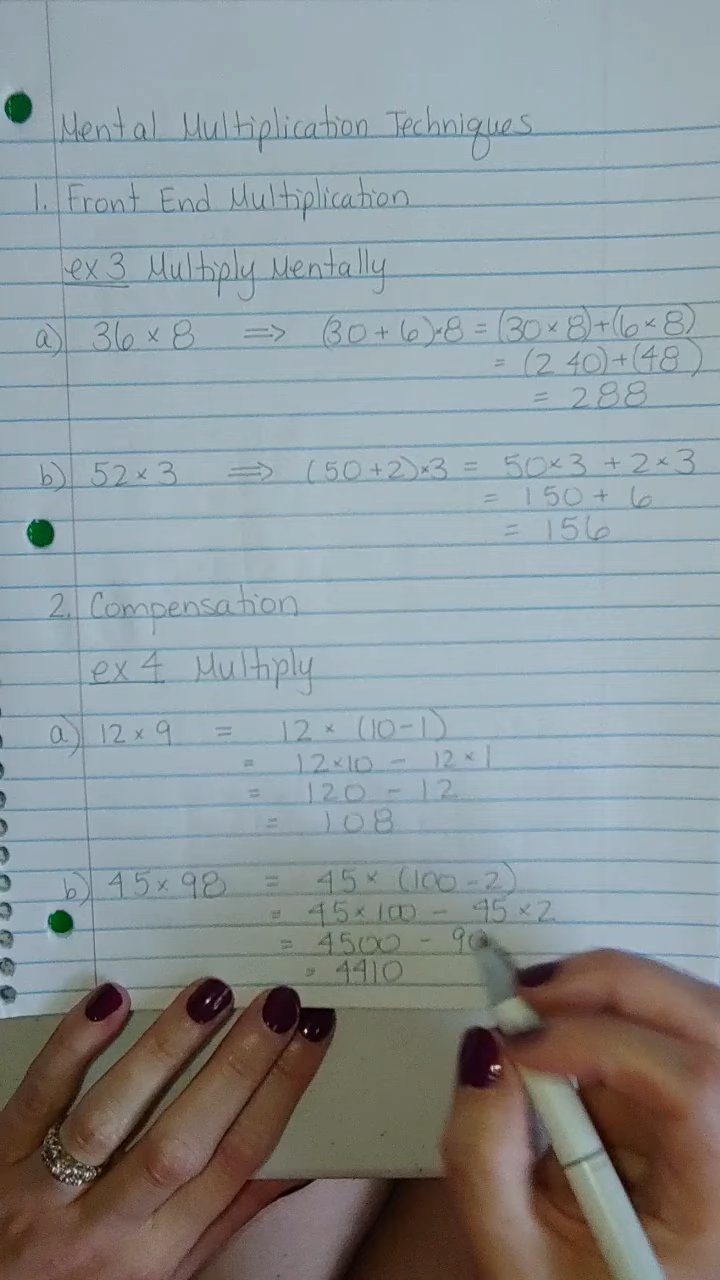 Mental Multiplication Techniques
1. Front End Multiplication
ex 3 Multiply Mentally
a) 36 × 8 ⟹ (30 + 6)×8 = (30 × 8)+(6 × 8)
= (240)+(48)
= 288
b) 52 × 3 ⟹ (50+2)×3 = 50×3 + 2×3
= 150 + 6
= 156
2. Compensation
ex 4 Multiply
a) 12 × 9 = 12 × (10-1)
= 12×10 - 12×1
= 120 - 12
= 108
b) 45 × 98 = 45 × (100-2)
= 45×100 - 45×2
= 4500 - 90
= 4410